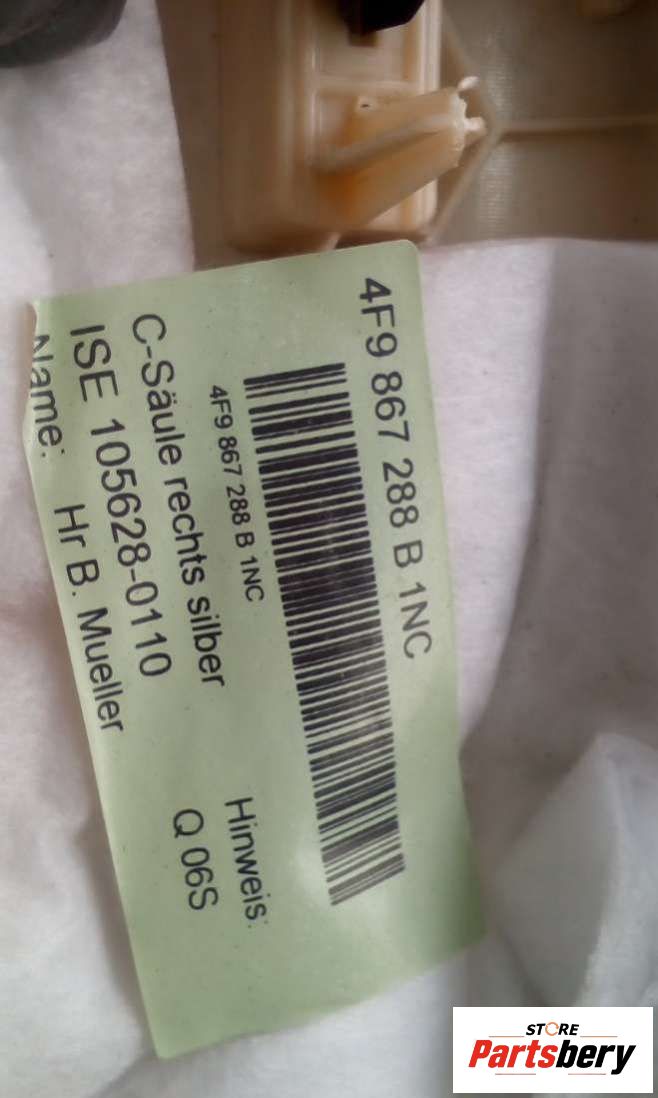 4F9 867 288 B 1NC
4F9 867 288 B 1NC
Hinweis:
C-Säule rechts silber
Q 06S
ISE 105628-0110
Name: Hr B. Mueller
STORE
Partsbery